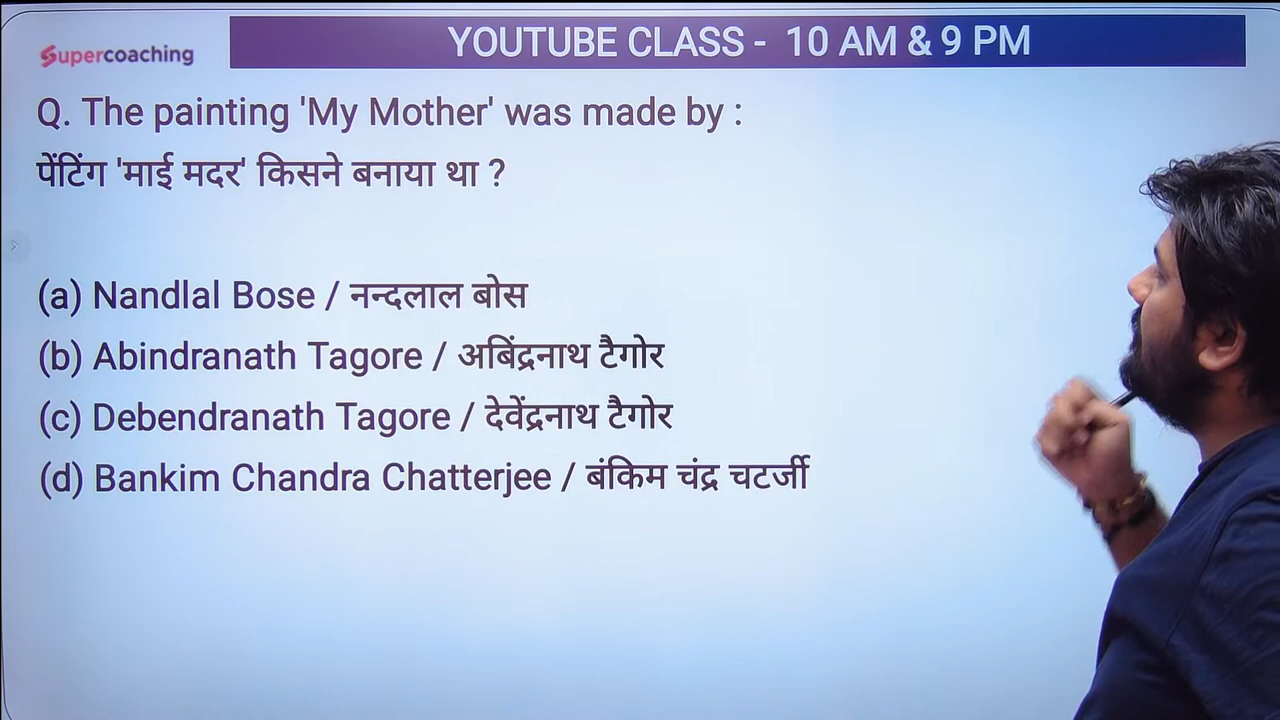 Supercoaching
YOUTUBE CLASS - 10 AM & 9 PM
Q. The painting 'My Mother' was made by :
पेंटिंग 'माई मदर' किसने बनाया था ?
(a) Nandlal Bose / नन्दलाल बोस
(b) Abindranath Tagore / अबिंद्रनाथ टैगोर
(c) Debendranath Tagore / देवेंद्रनाथ टैगोर
(d) Bankim Chandra Chatterjee / बंकिम चंद्र चटर्जी